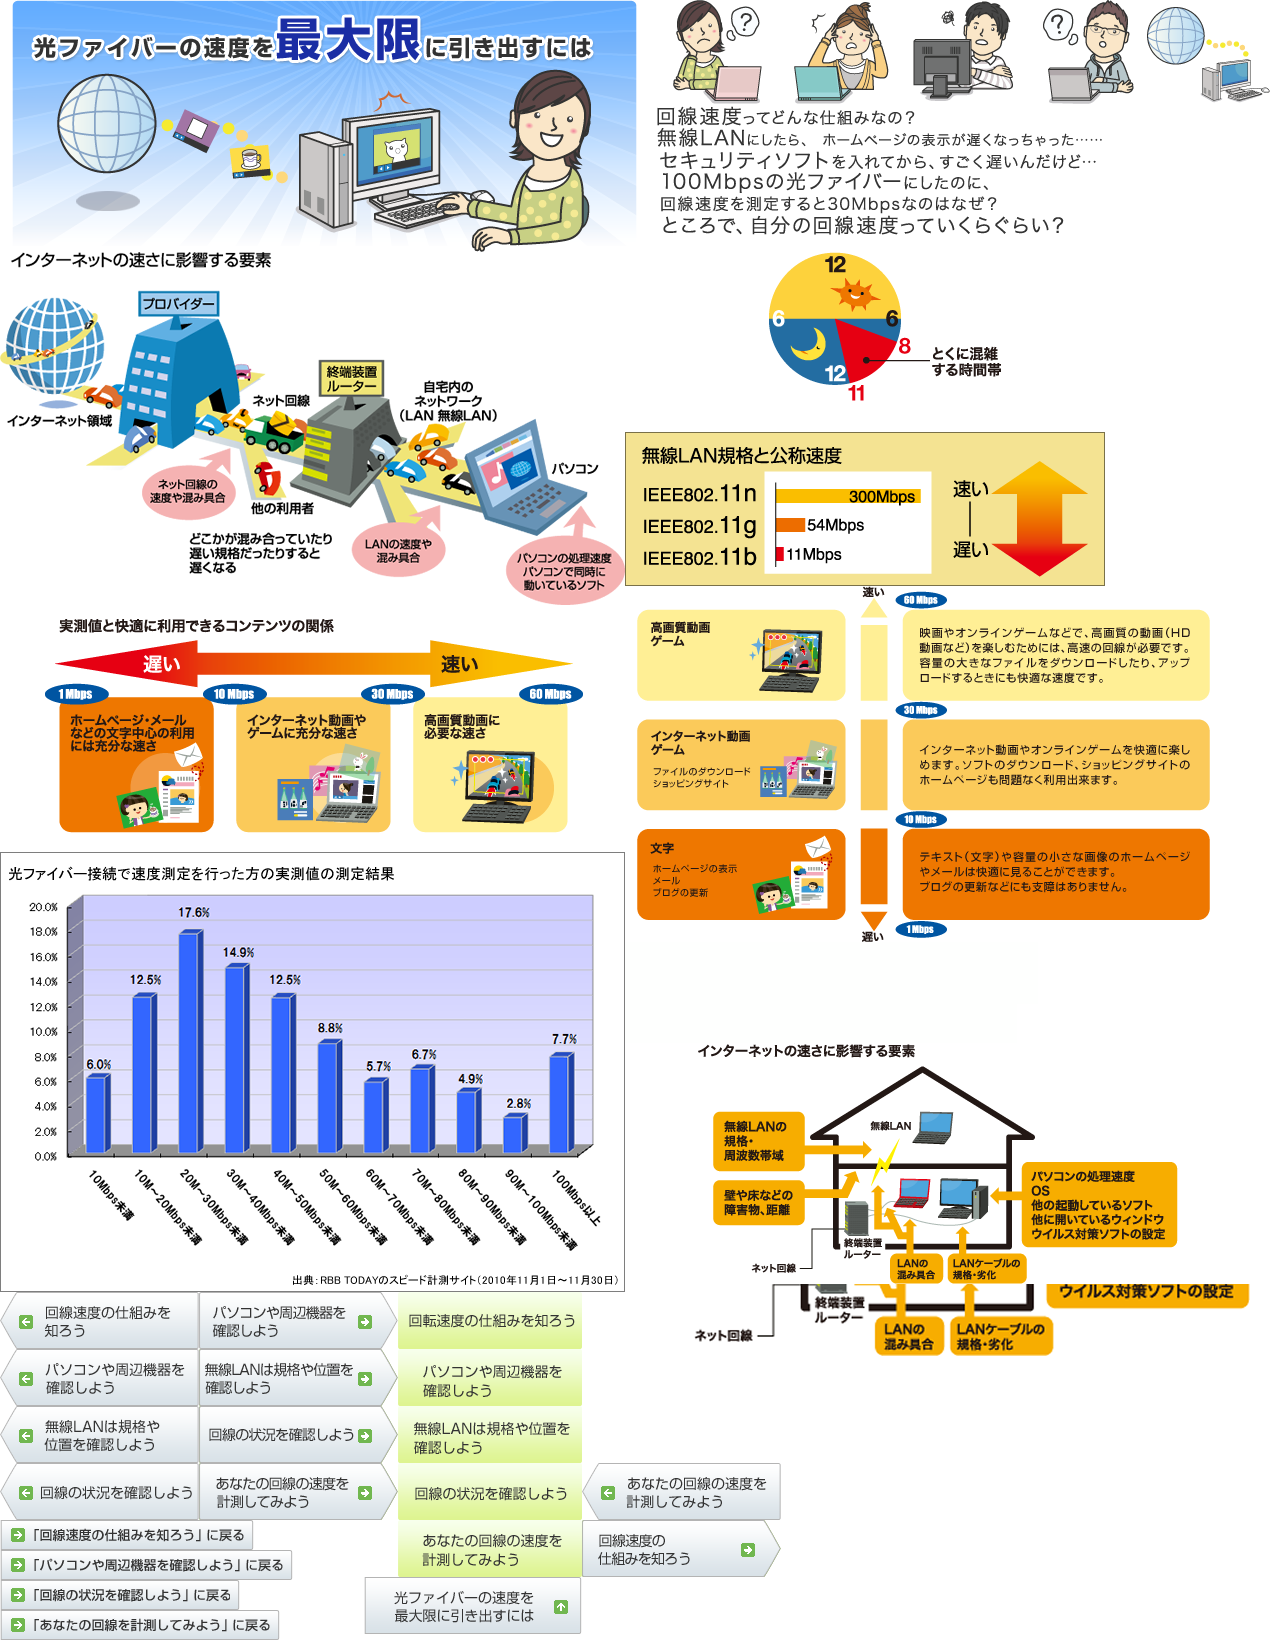 光ファイバーの速度を最大限に引き出すには
?
?
回線速度ってどんな仕組みなの?
無線LANにしたら、 ホームページの表示が遅くなっちゃった……
セキュリティソフトを入れてから、すごく遅いんだけど…
100Mbpsの光ファイバーにしたのに、
回線速度を測定すると30Mbpsなのはなぜ?
ところで、自分の回線速度っていくらぐらい?
インターネットの速さに影響する要素
プロバイダー
インターネット領域
ネット回線
終端装置
ルーター
自宅内の
ネットワーク
(LAN 無線LAN)
パソコン
ネット回線の
速度や混み具合
他の利用者
どこかが混み合っていたり
遅い規格だったりすると
遅くなる
LANの速度や
混み具合
パソコンの処理速度
パソコンで同時に
動いているソフト
12
6
6
8
12
11
とくに混雑
する時間帯
無線LAN規格と公称速度
IEEE802.11n
300Mbps
IEEE802.11g
54Mbps
IEEE802.11b
11Mbps
速い
遅い
実測値と快適に利用できるコンテンツの関係
遅い
速い
1 Mbps
10 Mbps
30 Mbps
60 Mbps
ホームページ・メール
などの文字中心の利用
には充分な速さ
インターネット動画や
ゲームに充分な速さ
高画質動画に
必要な速さ
速い
60 Mbps
高画質動画
ゲーム
映画やオンラインゲームなどで、高画質の動画(HD
動画など)を楽しむためには、高速の回線が必要です。
容量の大きなファイルをダウンロードしたり、アップ
ロードするときにも快適な速度です。
30 Mbps
インターネット動画
ゲーム
ファイルのダウンロード
ショッピングサイト
インターネット動画やオンラインゲームを快適に楽し
めます。ソフトのダウンロード、ショッピングサイトの
ホームページも問題なく利用出来ます。
10 Mbps
文字
ホームページの表示
メール
ブログの更新
テキスト(文字)や容量の小さな画像のホームページ
やメールは快適に見ることができます。
ブログの更新などにも支障はありません。
1 Mbps
遅い
光ファイバー接続で速度測定を行った方の実測値の測定結果
20.0%
18.0%
16.0%
14.0%
12.0%
10.0%
8.0%
6.0%
4.0%
2.0%
0.0%
6.0%
12.5%
17.6%
14.9%
12.5%
8.8%
5.7%
6.7%
4.9%
2.8%
7.7%
10Mbps未満
10M～20Mbps未満
20M～30Mbps未満
30M～40Mbps未満
40M～50Mbps未満
50M～60Mbps未満
60M～70Mbps未満
70M～80Mbps未満
80M～90Mbps未満
90M～100Mbps未満
100Mbps以上
出典：RBB TODAYのスピード計測サイト(2010年11月1日～11月30日)
インターネットの速さに影響する要素
無線LANの
規格・
周波数帯域
無線LAN
壁や床などの
障害物、距離
パソコンの処理速度
OS
他の起動しているソフト
他に開いているウィンドウ
ウイルス対策ソフトの設定
終端装置
ルーター
ネット回線
LANの
混み具合
LANケーブルの
規格・劣化
ウイルス対策ソフトの設定
終端装置
ルーター
ネット回線
LANの
混み具合
LANケーブルの
規格・劣化
回線速度の仕組みを
知ろう
パソコンや周辺機器を
確認しよう
回転速度の仕組みを知ろう
パソコンや周辺機器を
確認しよう
無線LANは規格や位置を
確認しよう
パソコンや周辺機器を
確認しよう
無線LANは規格や
位置を確認しよう
回線の状況を確認しよう
無線LANは規格や位置を
確認しよう
回線の状況を確認しよう
あなたの回線の速度を
計測してみよう
回線の状況を確認しよう
あなたの回線の速度を
計測してみよう
「回線速度の仕組みを知ろう」に戻る
「パソコンや周辺機器を確認しよう」に戻る
「回線の状況を確認しよう」に戻る
「あなたの回線を計測してみよう」に戻る
あなたの回線の速度を
計測してみよう
回線速度の
仕組みを知ろう
光ファイバーの速度を
最大限に引き出すには